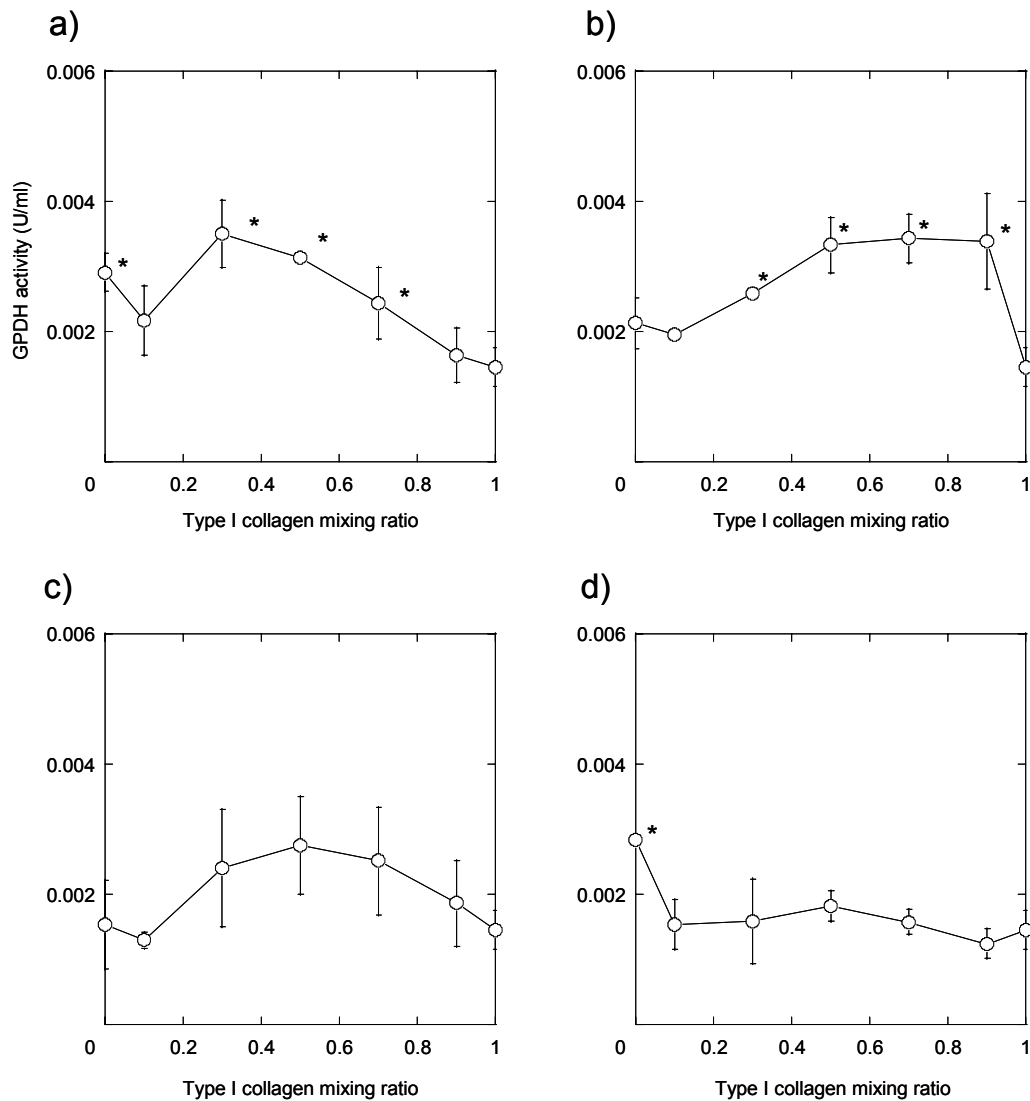 a)
0.006
0.004
0.002
GPDH activity (U/ml)
* * * *
0 0.2 0.4 0.6 0.8 1
Type I collagen mixing ratio
b)
0.006
0.004
0.002
* * * *
0 0.2 0.4 0.6 0.8 1
Type I collagen mixing ratio
c)
0.006
0.004
0.002
0 0.2 0.4 0.6 0.8 1
Type I collagen mixing ratio
d)
0.006
0.004
0.002
*
0 0.2 0.4 0.6 0.8 1
Type I collagen mixing ratio